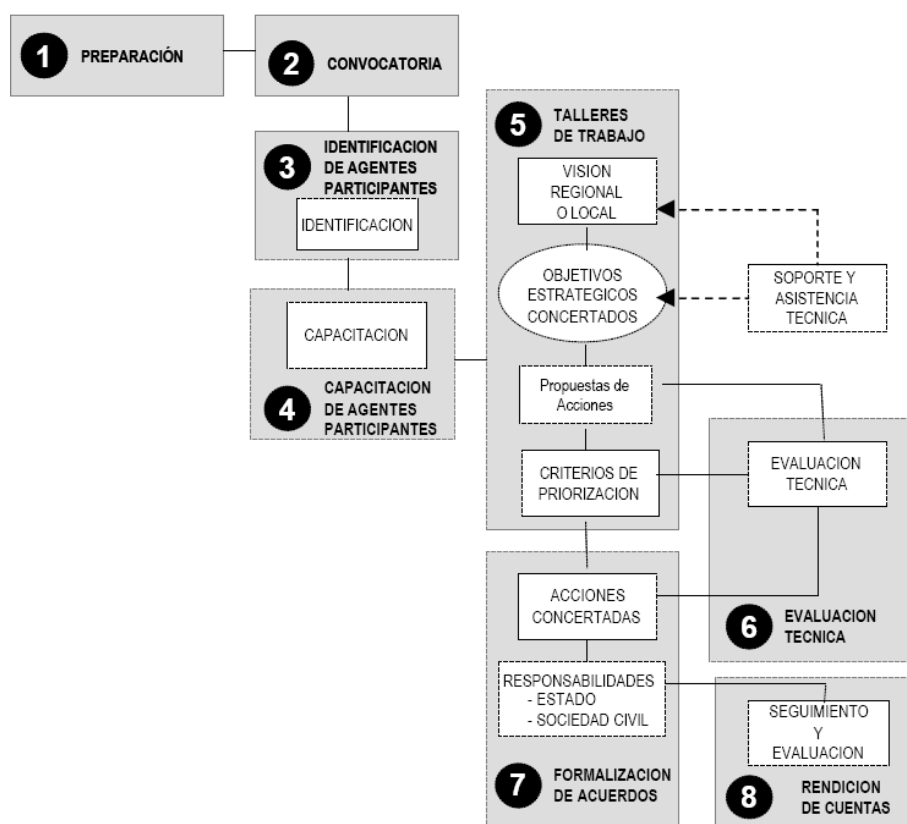 1 PREPARACIÓN
2 CONVOCATORIA
3 IDENTIFICACION
DE AGENTES
PARTICIPANTES
IDENTIFICACION
CAPACITACION
4 CAPACITACION
DE AGENTES
PARTICIPANTES
5 TALLERES
DE TRABAJO
VISION
REGIONAL
O LOCAL
OBJETIVOS
ESTRATEGICOS
CONCERTADOS
SOPORTE Y
ASISTENCIA
TECNICA
Propuestas de
Acciones
CRITERIOS DE
PRIORIZACION
EVALUACION
TECNICA
6 EVALUACION
TECNICA
ACCIONES
CONCERTADAS
RESPONSABILIDADES
- ESTADO
- SOCIEDAD CIVIL
7 FORMALIZACION
DE ACUERDOS
SEGUIMIENTO
Y
EVALUACION
8 RENDICION
DE CUENTAS